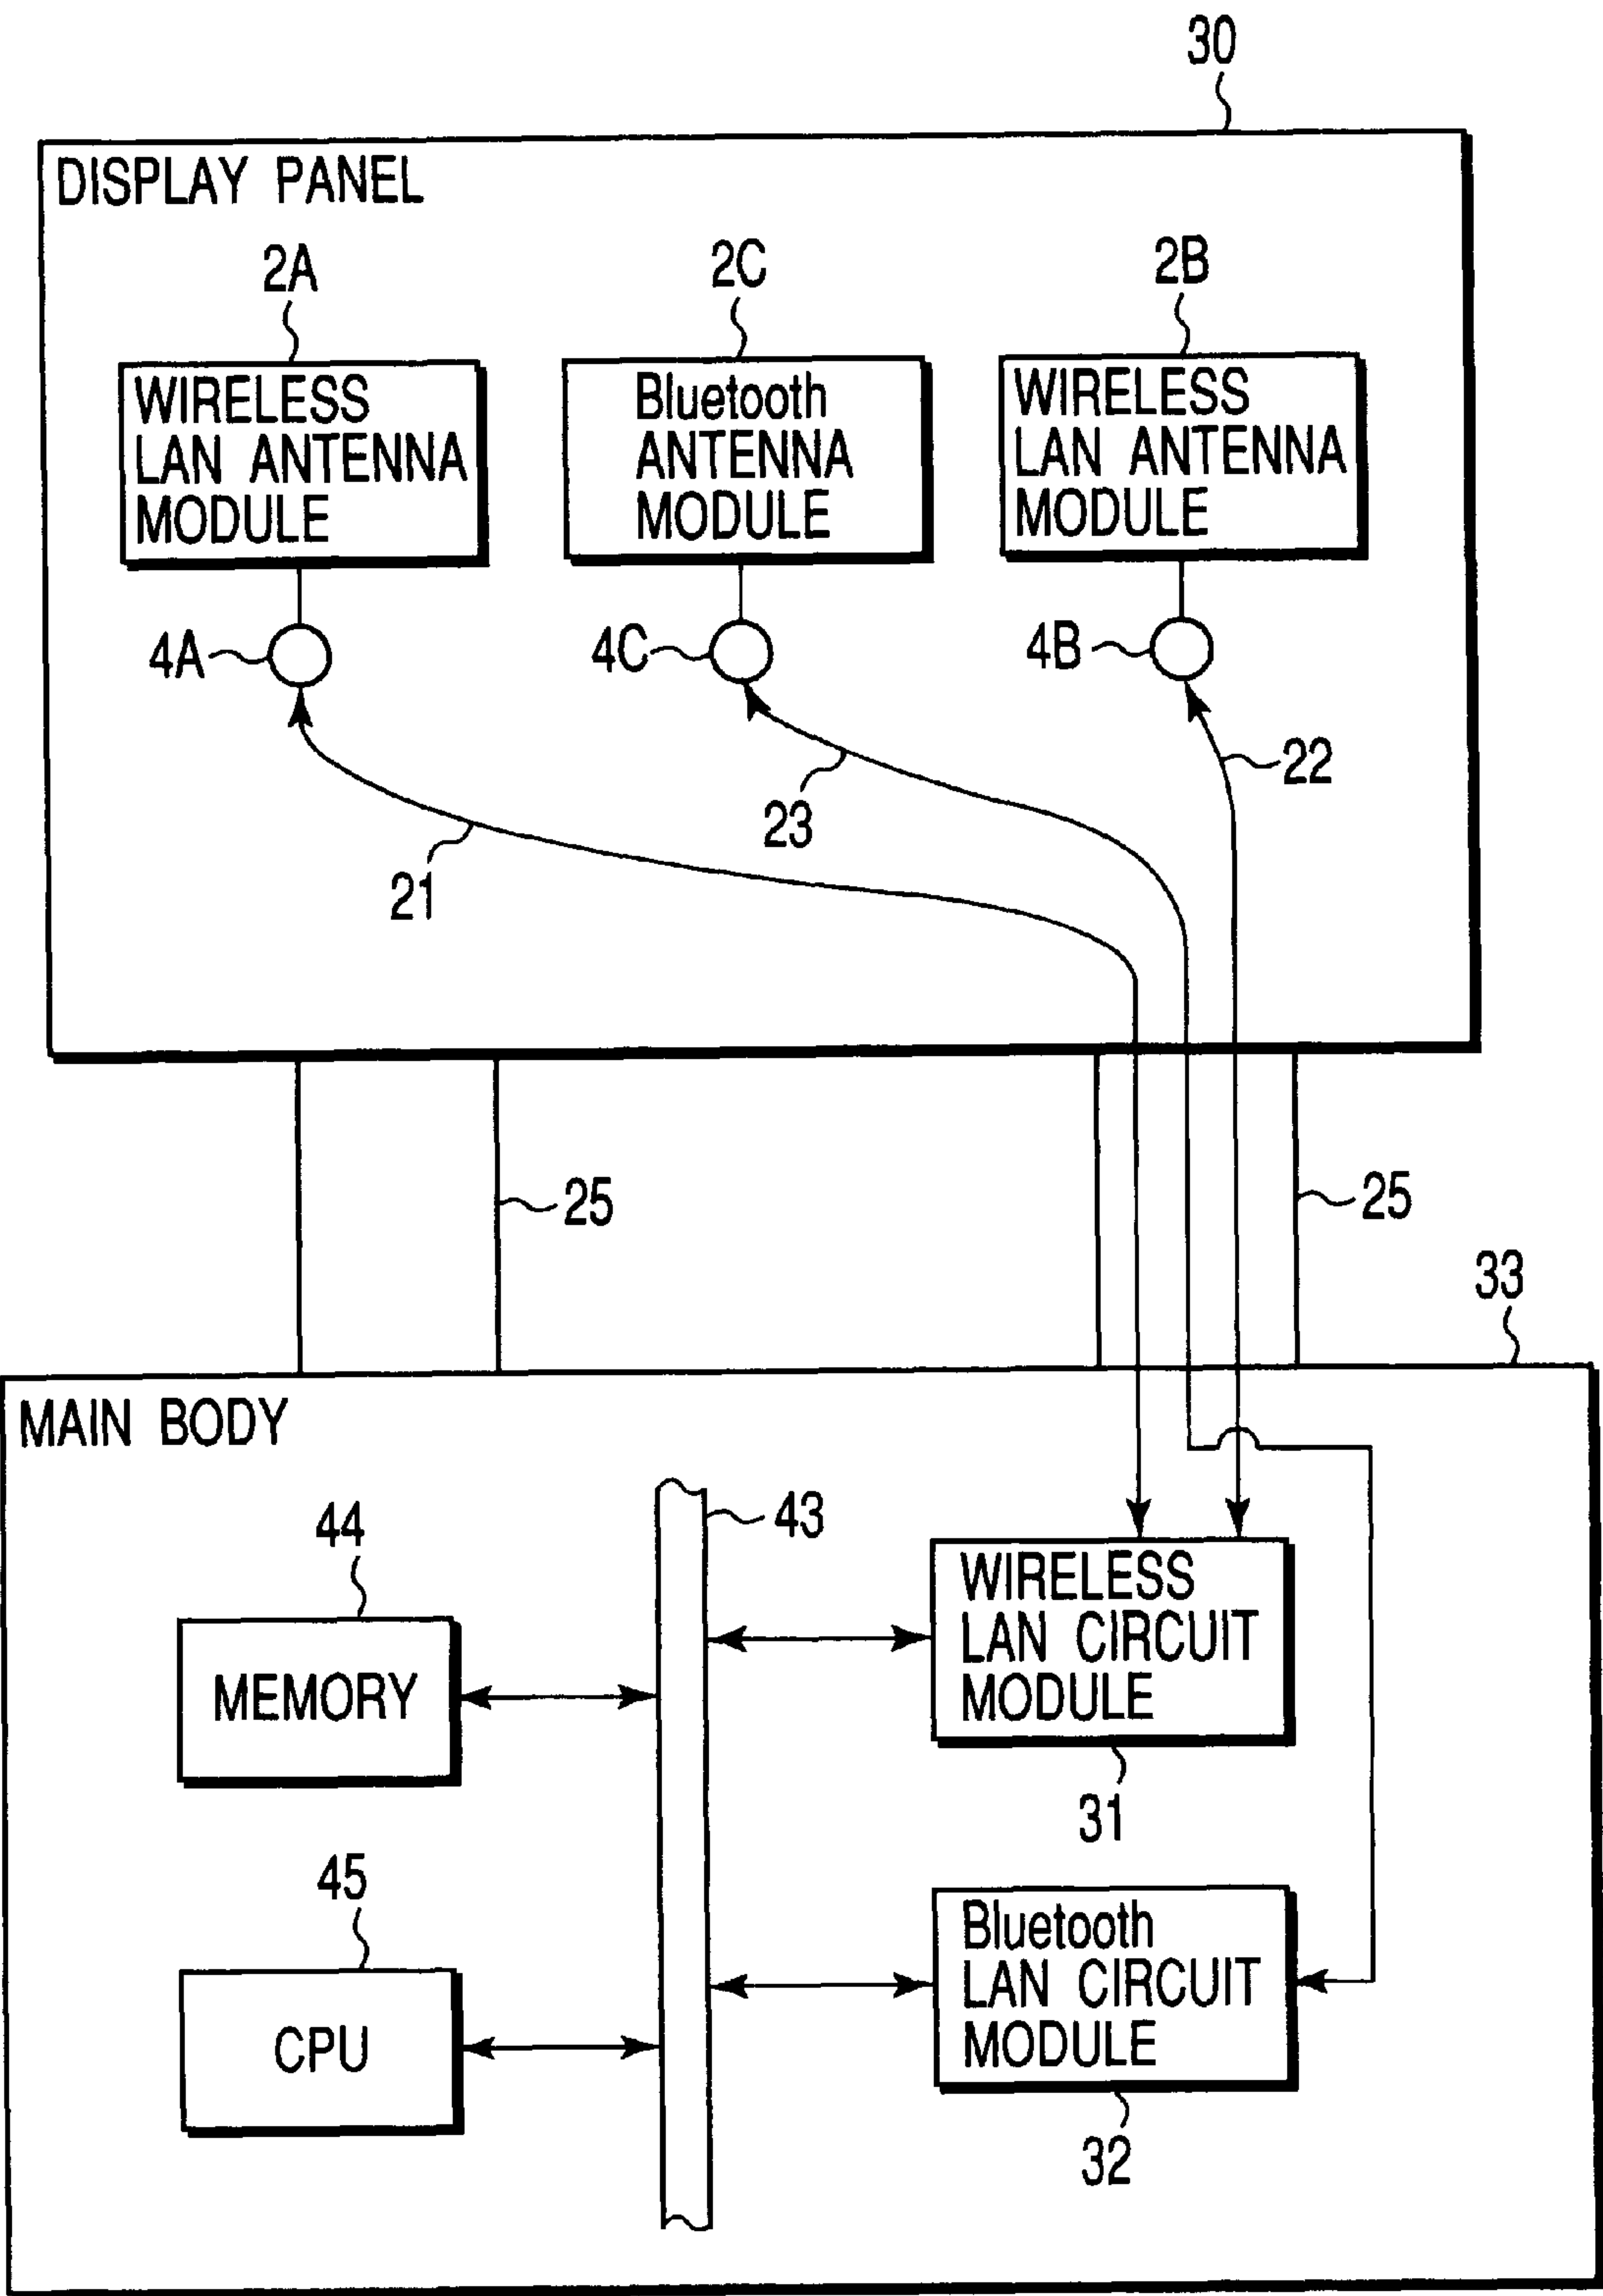 30
DISPLAY PANEL
2A
2C
2B
WIRELESS
LAN ANTENNA
MODULE
Bluetooth
ANTENNA
MODULE
WIRELESS
LAN ANTENNA
MODULE
4A
4C
4B
22
23
21
25
25
33
MAIN BODY
43
44
MEMORY
WIRELESS
LAN CIRCUIT
MODULE
31
45
CPU
Bluetooth
LAN CIRCUIT
MODULE
32